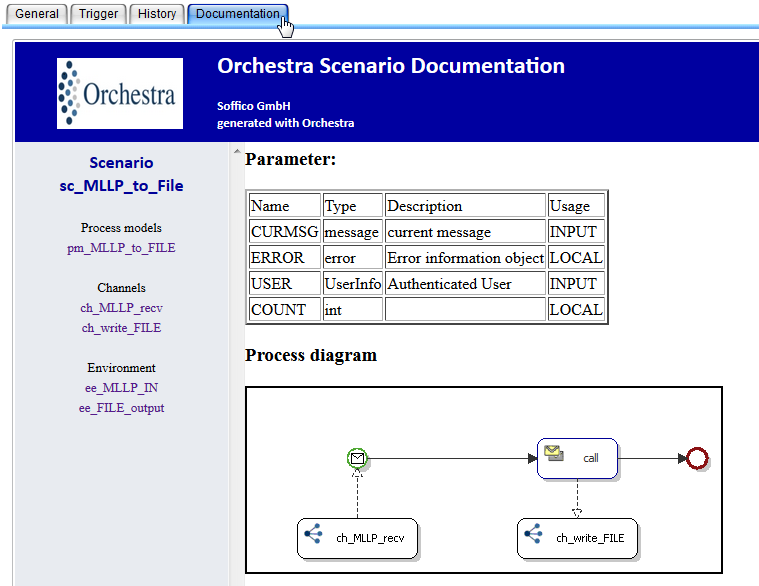 General Trigger History Documentation
Orchestra
Orchestra Scenario Documentation
Soffico GmbH
generated with Orchestra
Scenario
sc_MLLP_to_File
Process models
pm_MLLP_to_FILE
Channels
ch_MLLP_recv
ch_write_FILE
Environment
ee_MLLP_IN
ee_FILE_output
Parameter:
Name Type Description Usage
CURMSG message current message INPUT
ERROR error Error information object LOCAL
USER UserInfo Authenticated User INPUT
COUNT int LOCAL
Process diagram
call
ch_MLLP_recv
ch_write_FILE